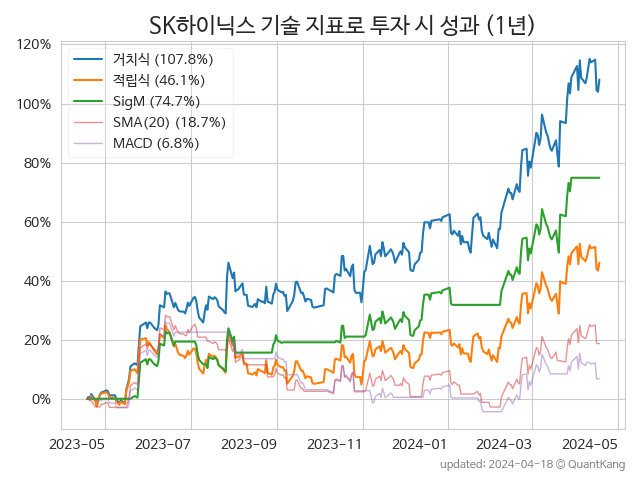 SK하이닉스 기술 지표로 투자 시 성과 (1년)
120%
100%
80%
60%
40%
20%
0%
거치식 (107.8%)
적립식 (46.1%)
SigM (74.7%)
SMA(20) (18.7%)
MACD (6.8%)
2023-05 2023-07 2023-09 2023-11 2024-01 2024-03 2024-05
updated: 2024-04-18 © QuantKang